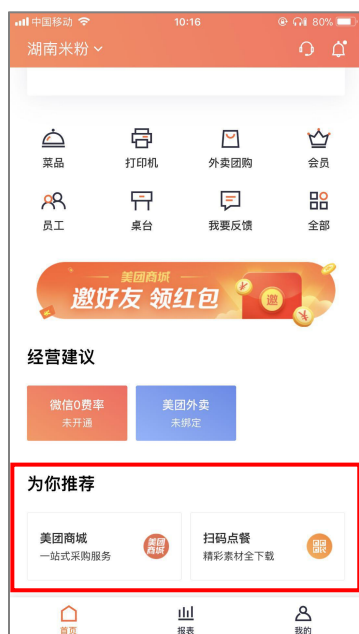 中国移动 10:16 80%
湖南米粉
菜品 打印机 外卖团购 会员
员工 桌台 我要反馈 全部
美团商城
邀好友 领红包
邀
经营建议
微信0费率 美团外卖
未开通 未绑定
为你推荐
美团商城 扫码点餐
一站式采购服务 精彩素材全下载
美团
商城
首页 报表 我的